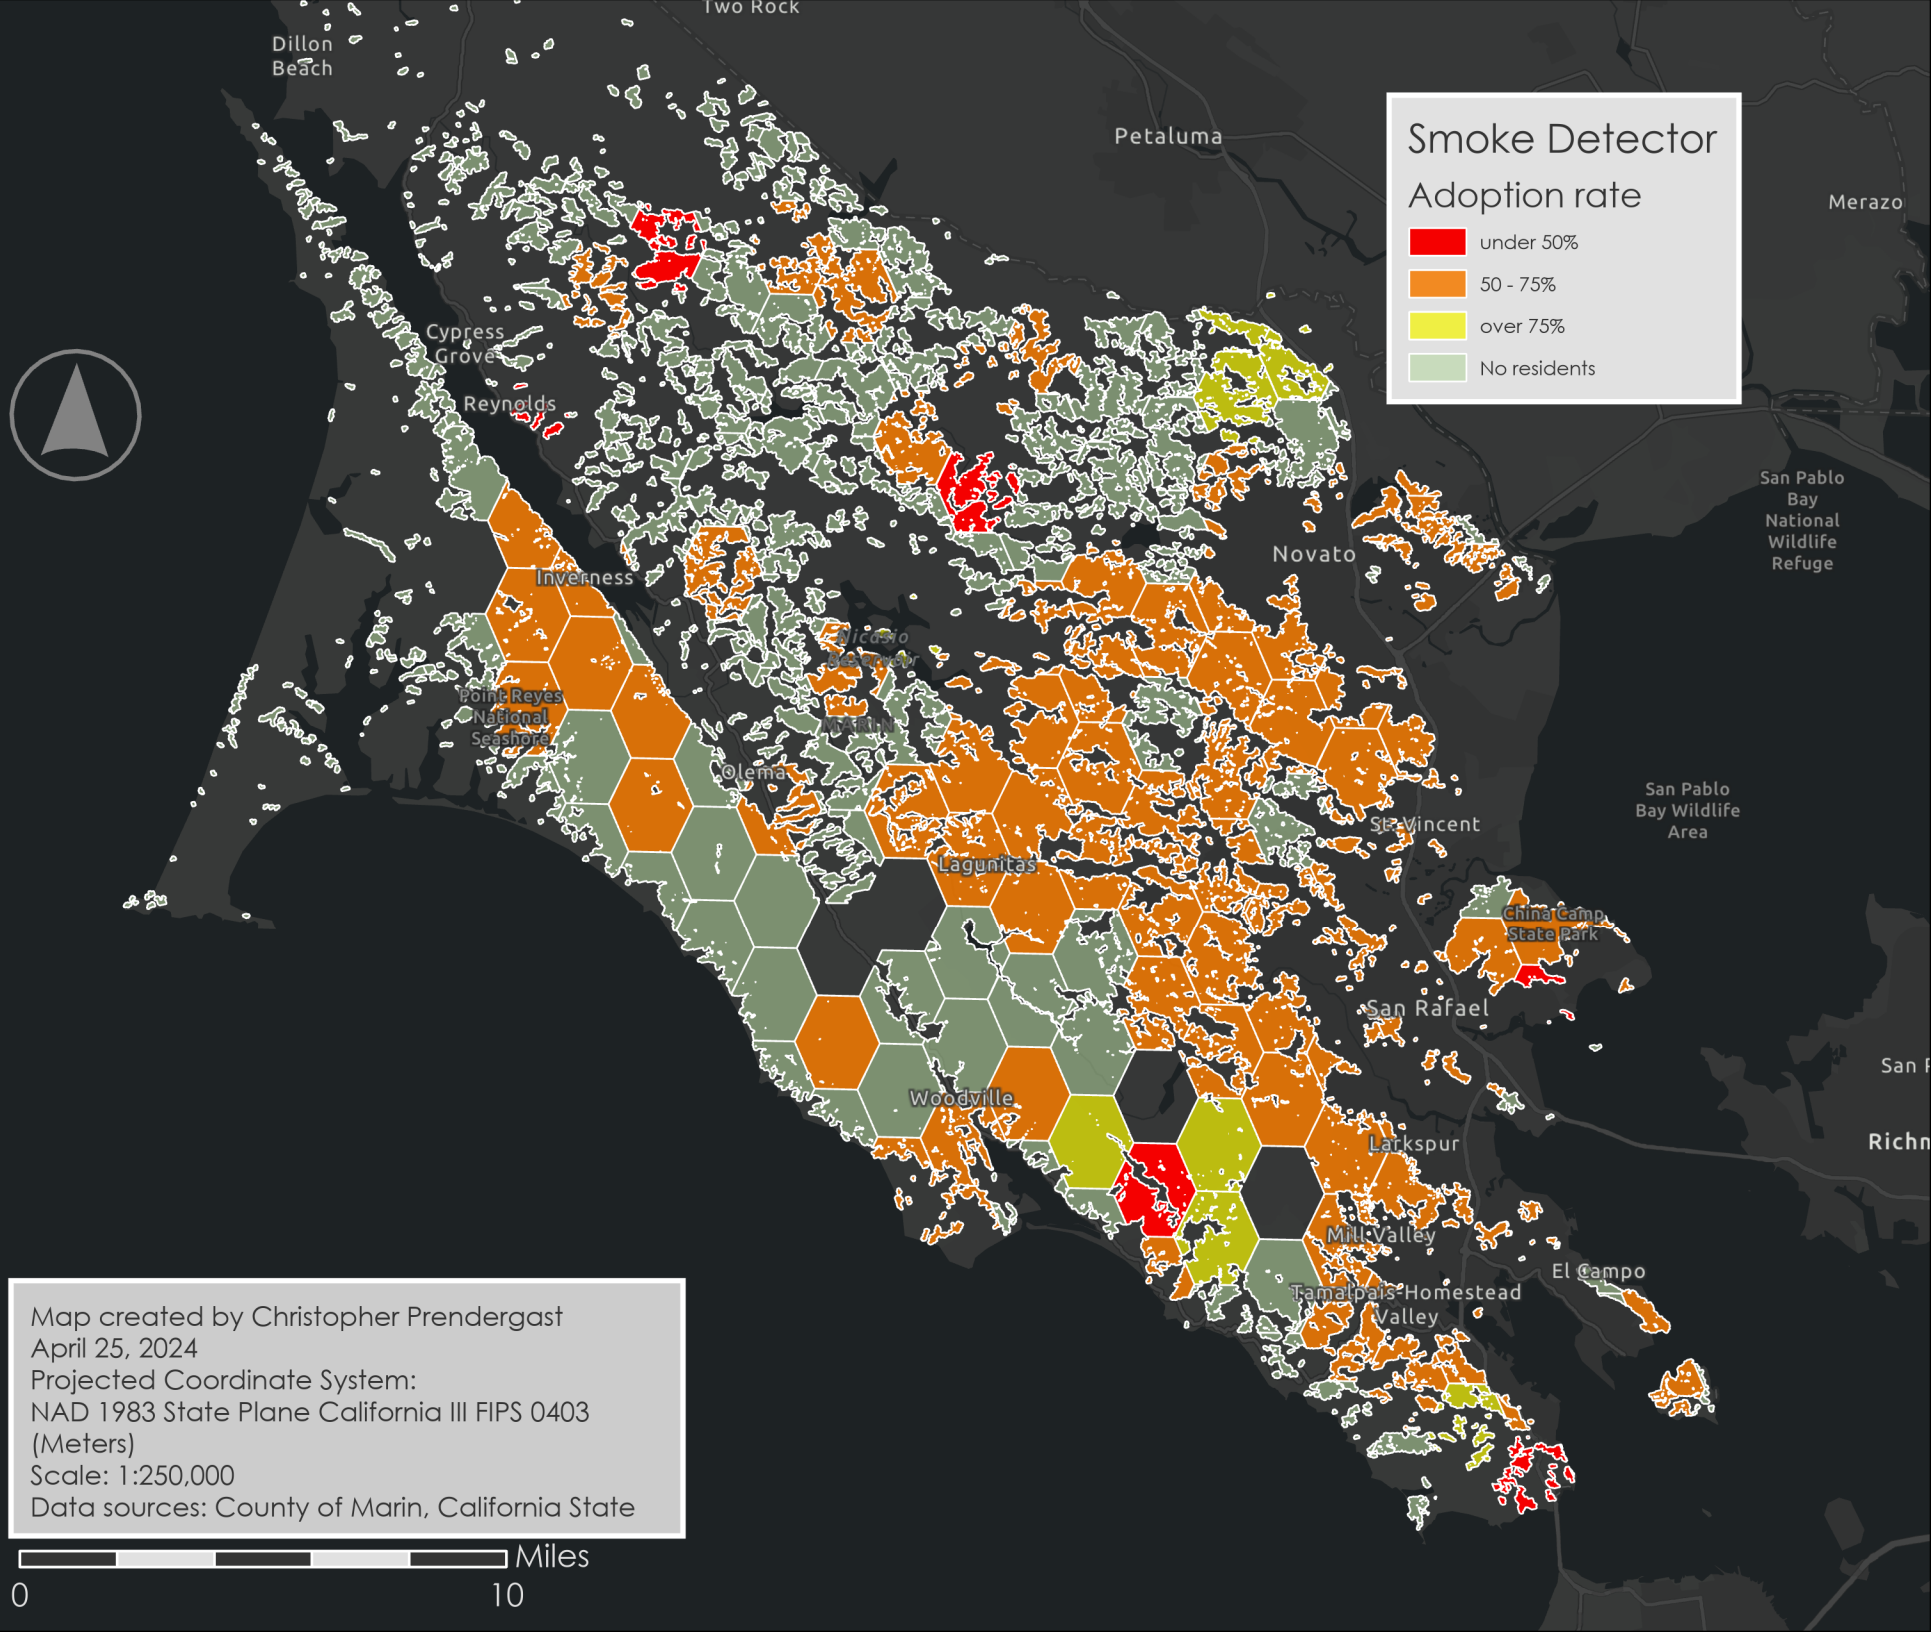 Two Rock
Dillon
Beach
Petaluma
Smoke Detector
Adoption rate
under 50%
50 - 75%
over 75%
No residents
Merazo
Cypress
Grove
Reynolds
San Pablo
Bay
National
Wildlife
Refuge
Novato
Inverness
Nicasio
Reservoir
Point Reyes
National
Seashore
MARIN
Olema
San Pablo
Bay Wildlife
Area
St. Vincent
Lagunitas
China Camp
State Park
San Rafael
San
Woodville
Larkspur
Mill Valley
El Campo
Tamalpais-Homestead
Valley
Map created by Christopher Prendergast
April 25, 2024
Projected Coordinate System:
NAD 1983 State Plane California III FIPS 0403
(Meters)
Scale: 1:250,000
Data sources: County of Marin, California State
Miles
0 10